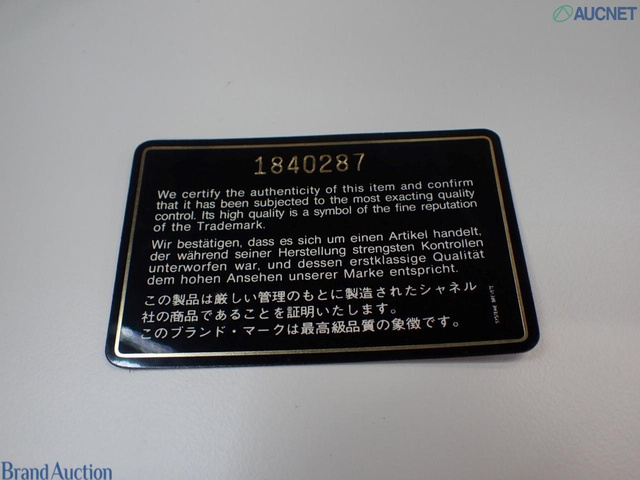 AUCNET
1840287
We certify the authenticity of this item and confirm
that it has been subjected to the most exacting quality
control. Its high quality is a symbol of the fine reputation
of the Trademark.
Wir bestätigen, dass es sich um einen Artikel handelt,
der während seiner Herstellung strengsten Kontrollen
unterworfen war, und dessen erstklassige Qualität
dem hohen Ansehen unserer Marke entspricht.
この製品は厳しい管理のもとに製造されたシャネル
社の商品であることを証明いたします。
このブランド・マークは最高級品質の象徴です。
Brand Auction